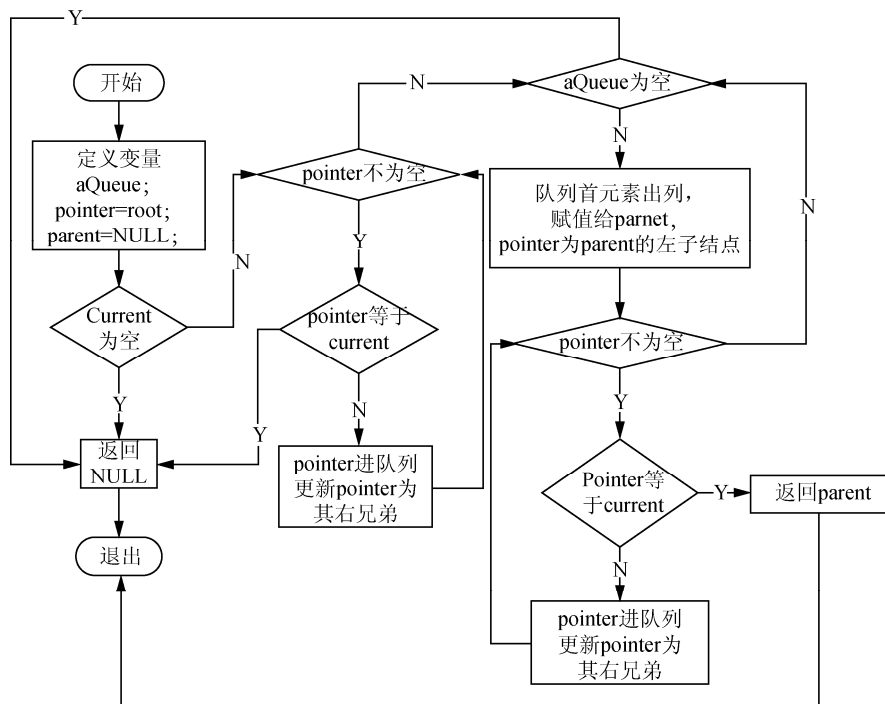 Y
开始
定义变量
aQueue;
pointer=root;
parent=NULL;
N
Current
为空
Y
返回
NULL
退出
N
pointer不为空
Y
pointer等于
current
Y
N
pointer进队列
更新pointer为
其右兄弟
aQueue为空
N
队列首元素出列，
赋值给parnet，
pointer为parent的左子结点
N
pointer不为空
Y
Pointer等
于current
Y
返回parent
N
pointer进队列
更新pointer为
其右兄弟